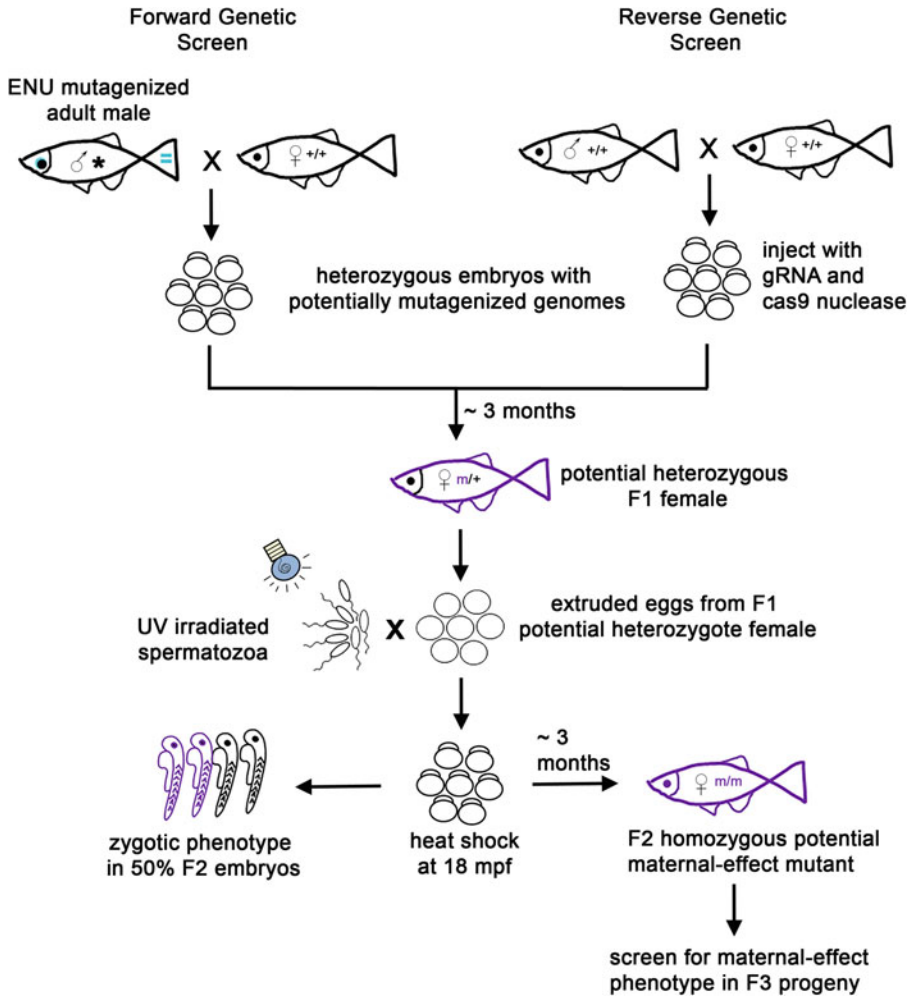 Forward Genetic
Screen
Reverse Genetic
Screen
ENU mutagenized
adult male
♂ *
=
X
♀ +/+
♂ +/+
X
♀ +/+
heterozygous embryos with
potentially mutagenized genomes
inject with
gRNA and
cas9 nuclease
~ 3 months
♀ m/+
potential heterozygous
F1 female
UV irradiated
spermatozoa
X
extruded eggs from F1
potential heterozygote female
~ 3
months
♀ m/m
zygotic phenotype
in 50% F2 embryos
heat shock
at 18 mpf
F2 homozygous potential
maternal-effect mutant
screen for maternal-effect
phenotype in F3 progeny